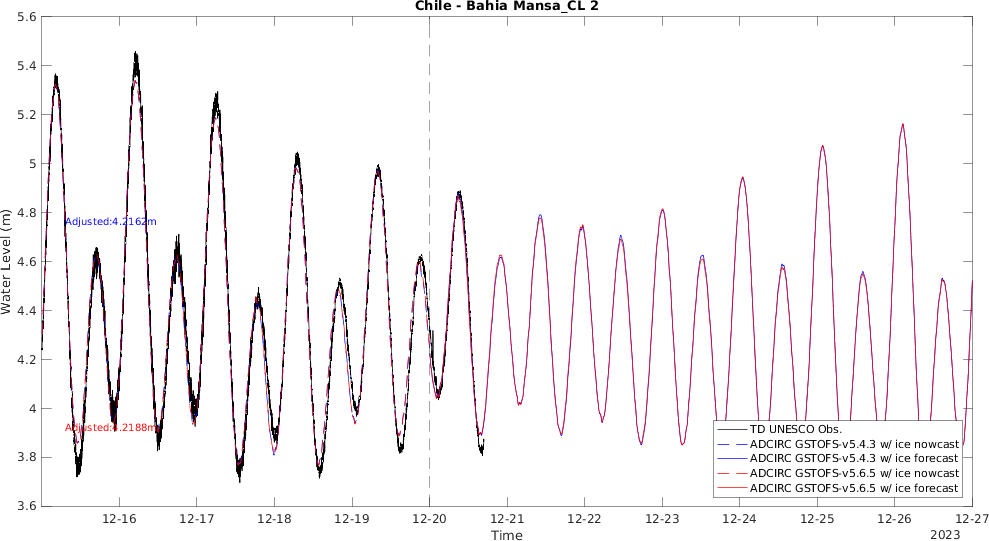 Chile - Bahia Mansa_CL 2
5.6
5.4
5.2
5
4.8
4.6
4.4
4.2
4
3.8
3.6
Water Level (m)
Adjusted:4.2162m
Adjusted:4.2188m
TD UNESCO Obs.
ADCIRC GSTOFS-v5.4.3 w/ ice nowcast
ADCIRC GSTOFS-v5.4.3 w/ ice forecast
ADCIRC GSTOFS-v5.6.5 w/ ice nowcast
ADCIRC GSTOFS-v5.6.5 w/ ice forecast
12-16 12-17 12-18 12-19 12-20 12-21 12-22 12-23 12-24 12-25 12-26 12-27
Time
2023